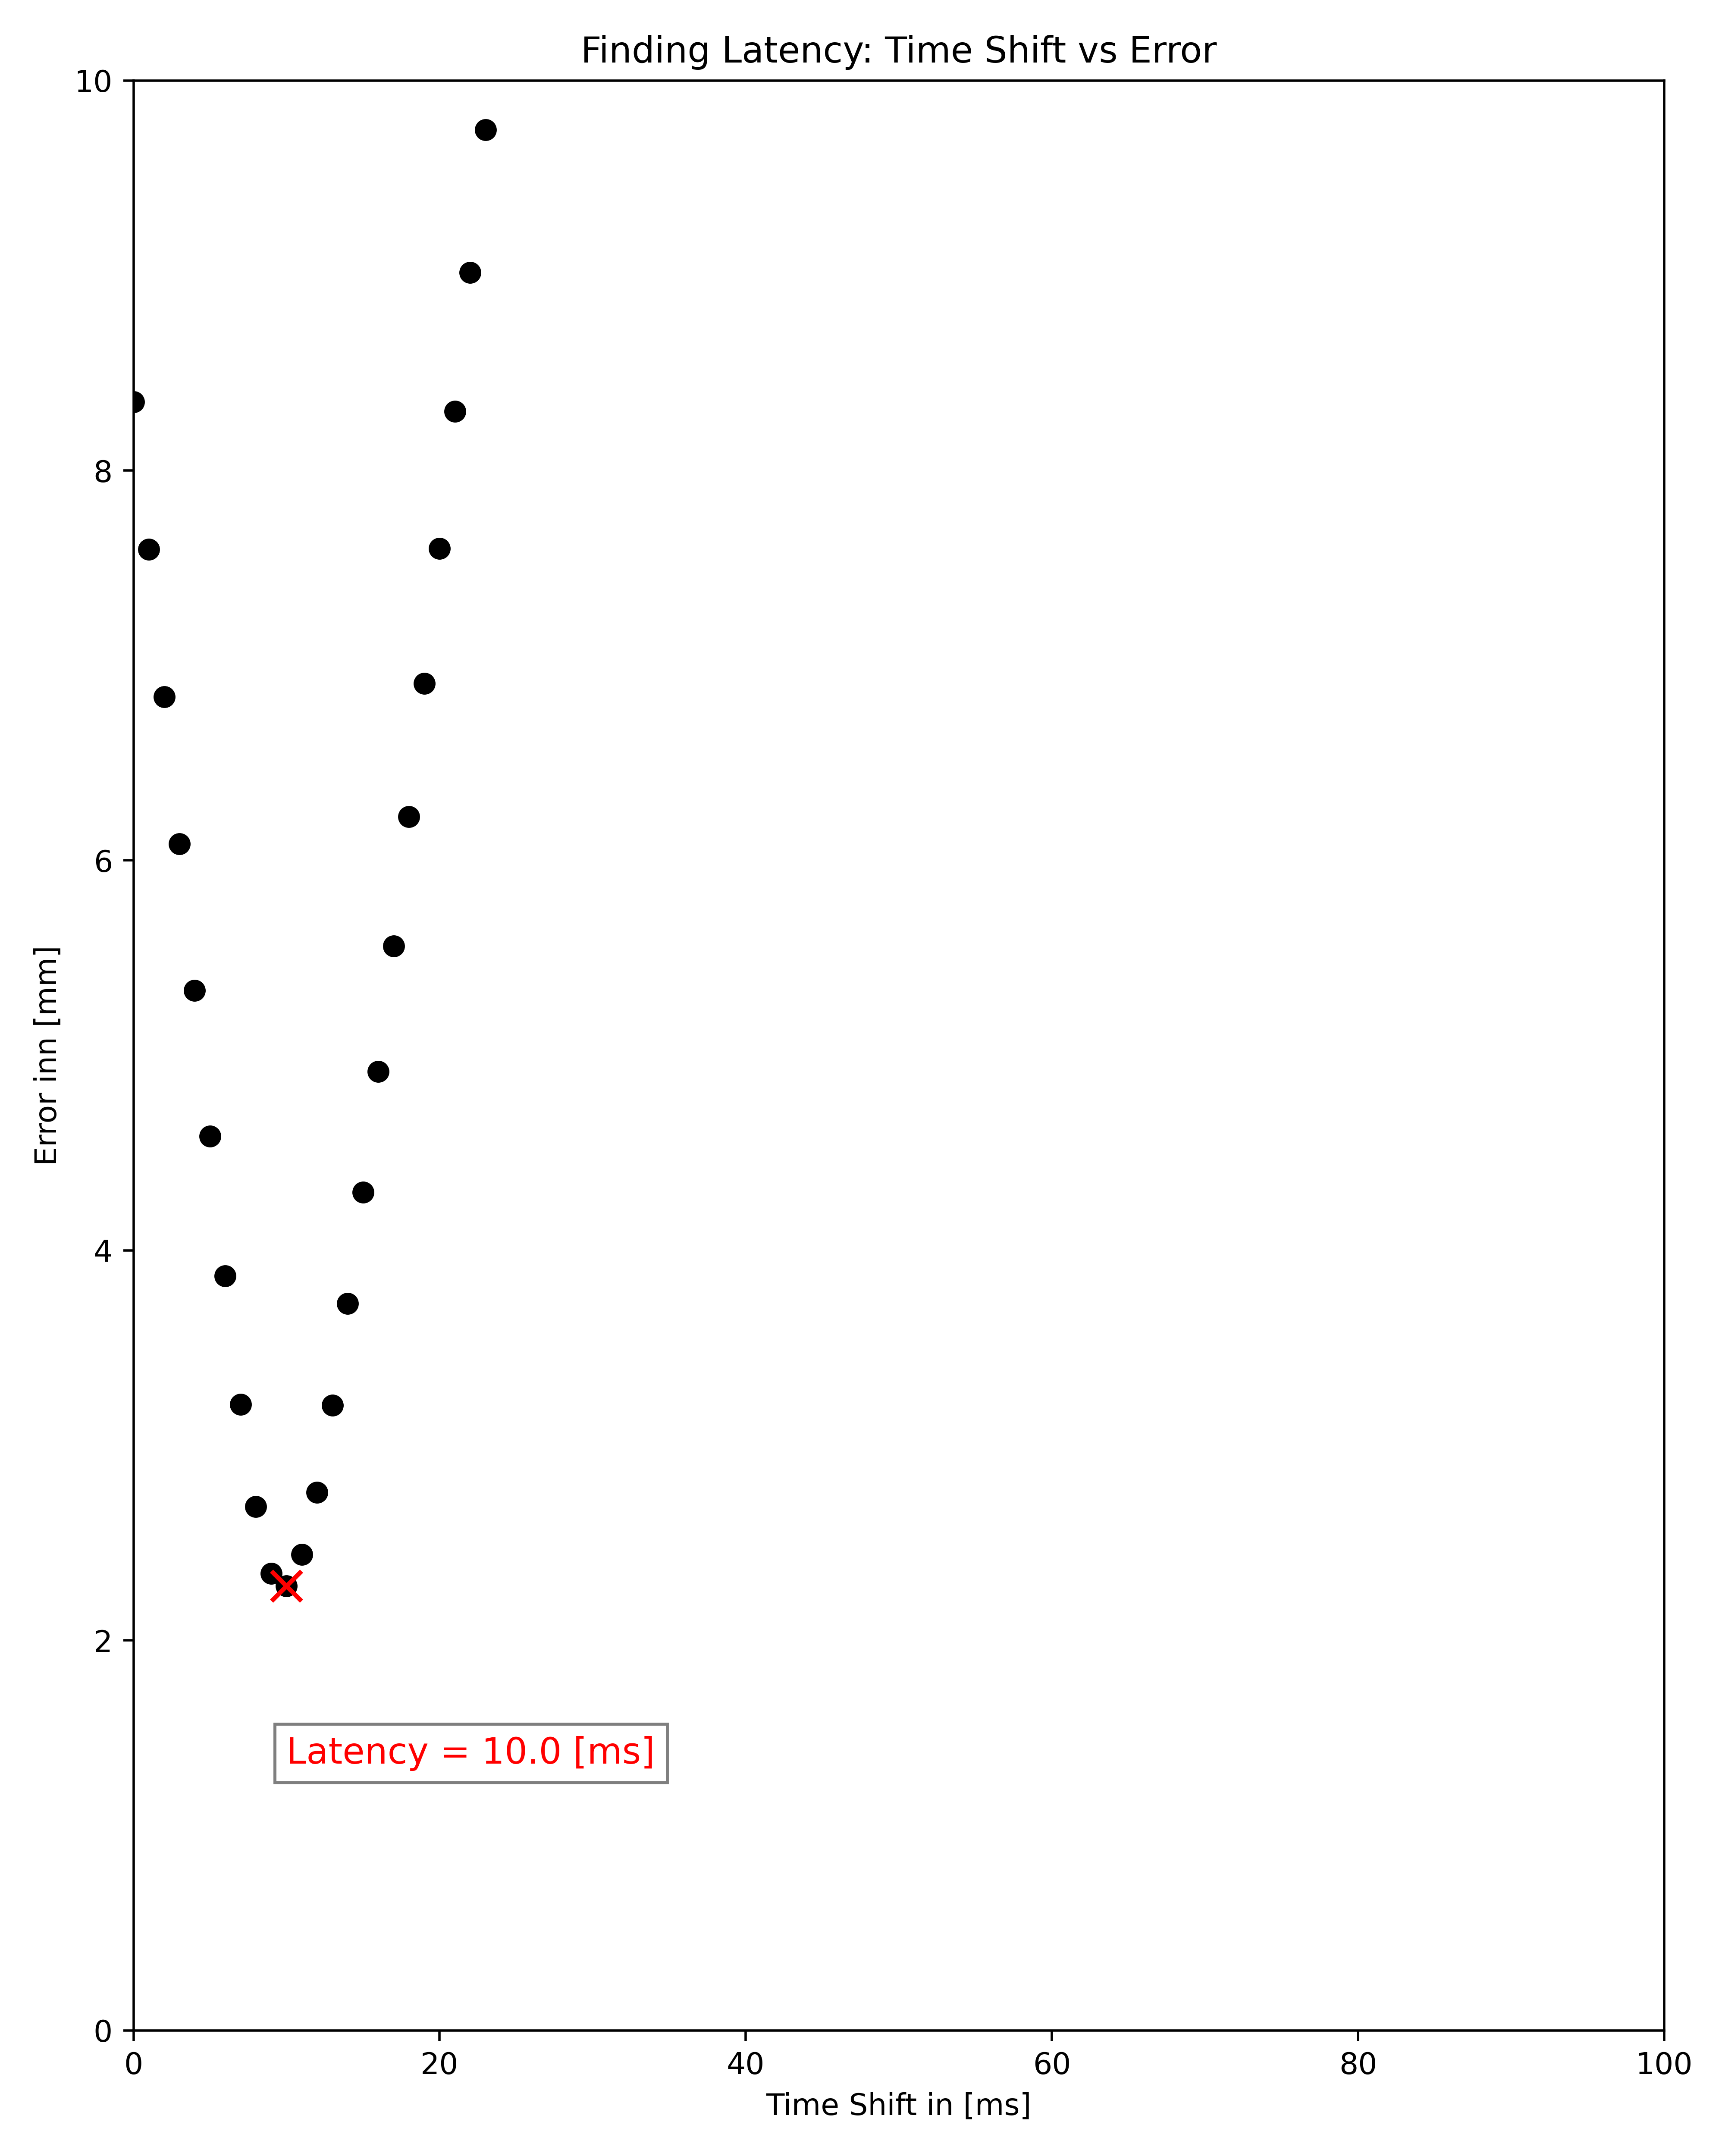 Finding Latency: Time Shift vs Error
10
8
6
4
2
0
Error inn [mm]
Latency = 10.0 [ms]
0 20 40 60 80 100
Time Shift in [ms]